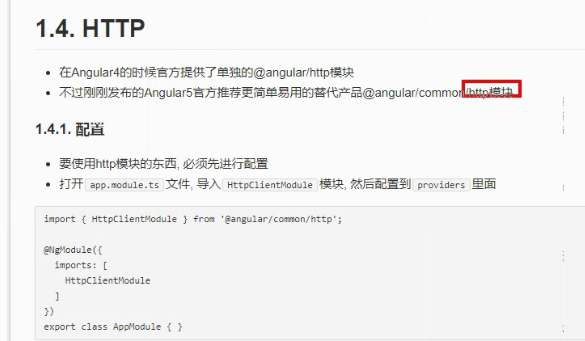 1.4. HTTP
在Angular4的时候官方提供了单独的@angular/http模块
不过刚刚发布的Angular5官方推荐更简单易用的替代产品@angular/common/http模块
1.4.1. 配置
要使用http模块的东西, 必须先进行配置
打开 app.module.ts 文件, 导入 HttpClientModule 模块, 然后配置到 providers 里面
import { HttpClientModule } from '@angular/common/http';
@NgModule({
imports: [
HttpClientModule
]
})
export class AppModule { }